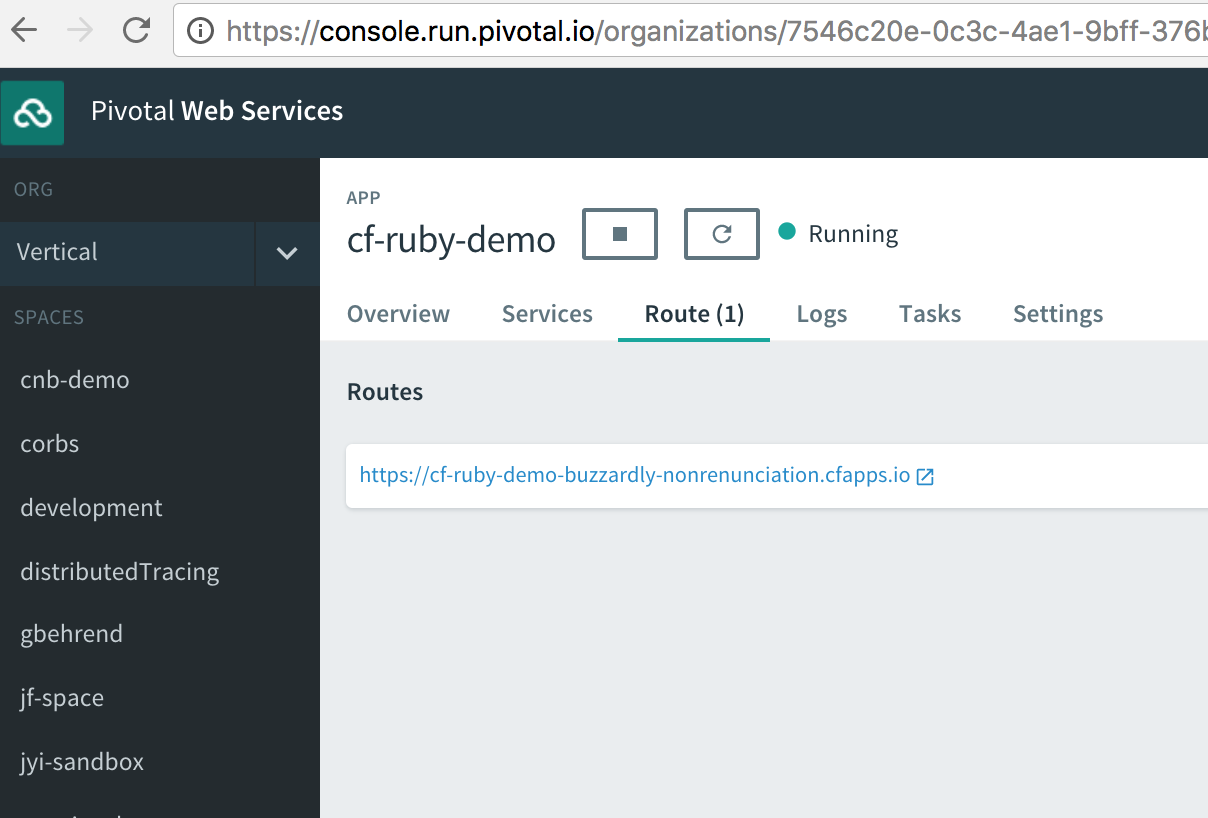 https://console.run.pivotal.io/organizations/7546c20e-0c3c-4ae1-9bff-376b
Pivotal Web Services
ORG
Vertical
SPACES
cnb-demo
corbs
development
distributedTracing
gbehrend
jf-space
jyi-sandbox
APP
cf-ruby-demo
Running
Overview Services Route (1) Logs Tasks Settings
Routes
https://cf-ruby-demo-buzzardly-nonrenunciation.cfapps.io